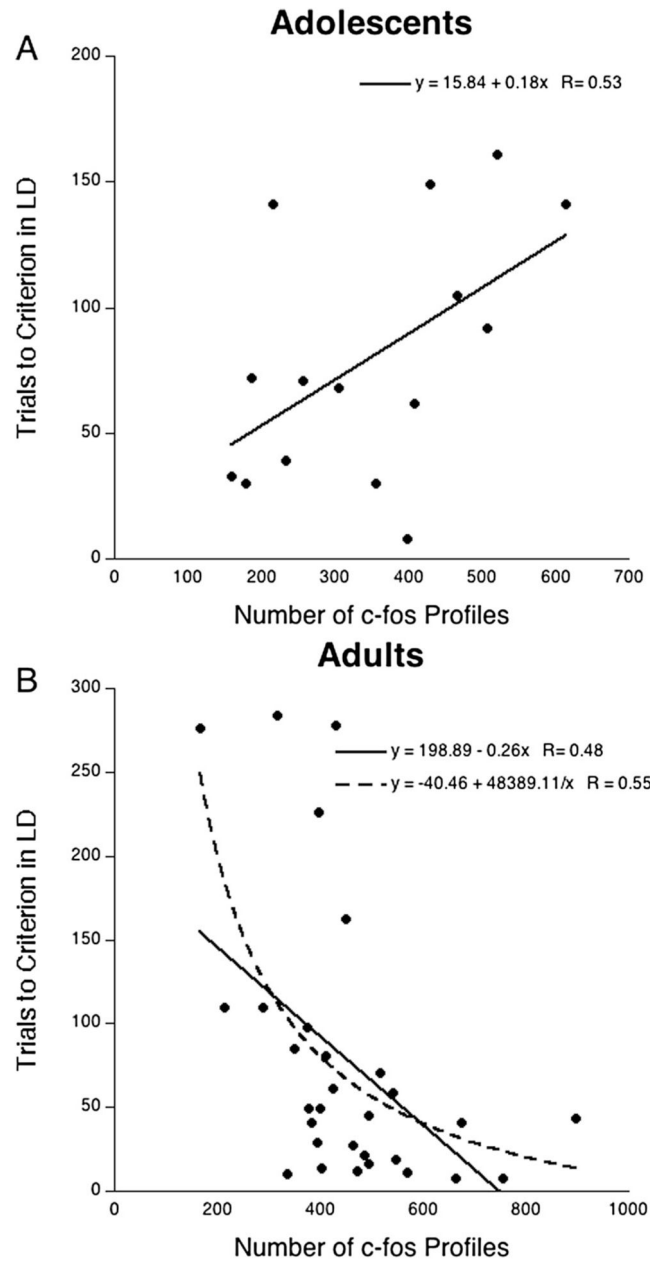 Adolescents
A
200
y = 15.84 + 0.18x R= 0.53
150
100
50
0
Trials to Criterion in LD
0 100 200 300 400 500 600 700
Number of c-fos Profiles
Adults
B
300
y = 198.89 - 0.26x R= 0.48
y = -40.46 + 48389.11/x R = 0.55
250
200
150
100
50
0
Trials to Criterion in LD
0 200 400 600 800 1000
Number of c-fos Profiles